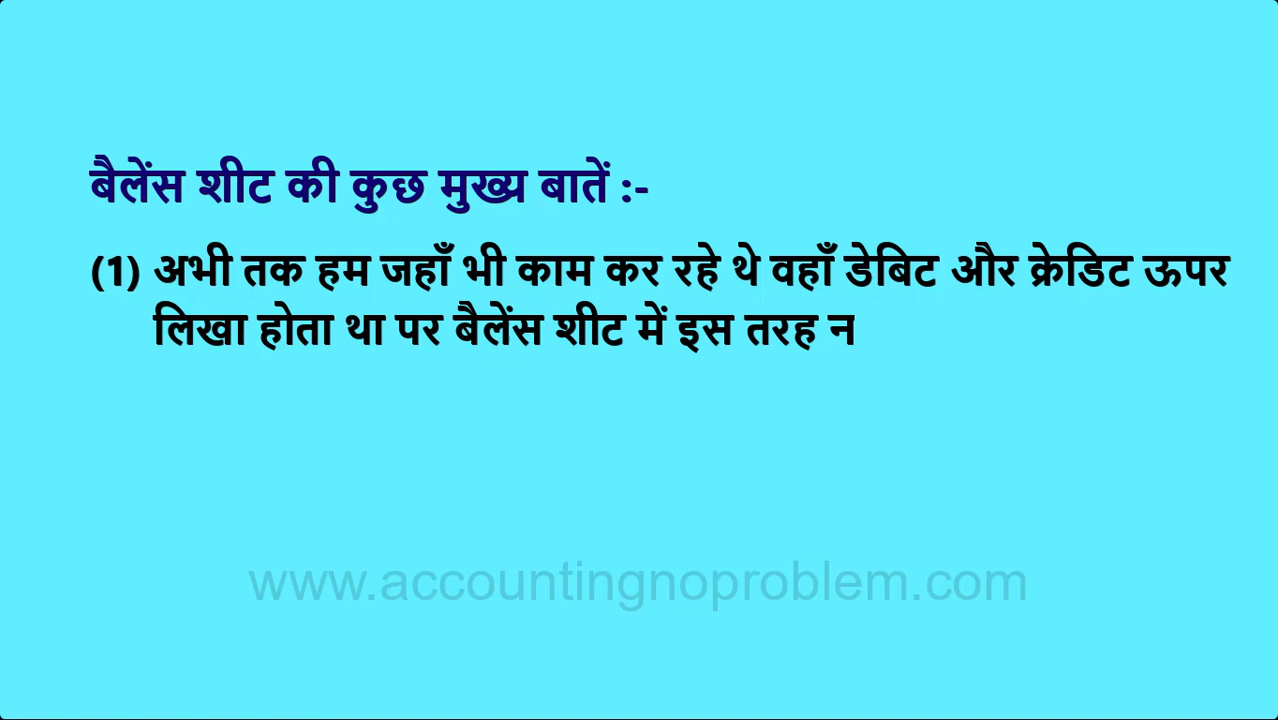 बैलेंस शीट की कुछ मुख्य बातें :-
(1) अभी तक हम जहाँ भी काम कर रहे थे वहाँ डेबिट और क्रेडिट ऊपर
लिखा होता था पर बैलेंस शीट में इस तरह न
www.accountingnoproblem.com